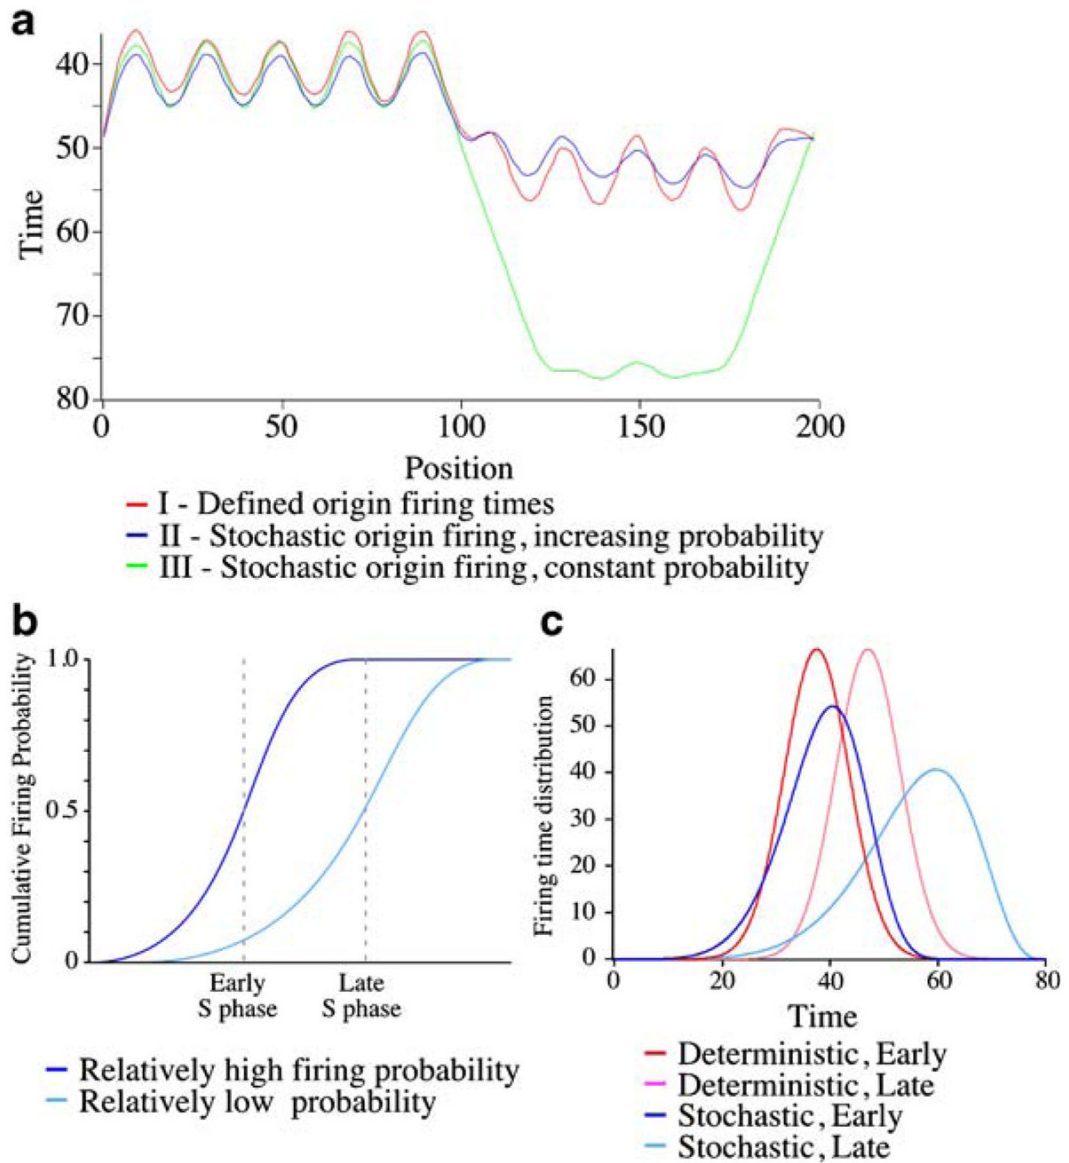 a
40
50
60
70
80
Time
0 50 100 150 200
Position
I - Defined origin firing times
II - Stochastic origin firing, increasing probability
III - Stochastic origin firing, constant probability
b
1.0
0.5
0
Cumulative Firing Probability
Early
S phase
Late
S phase
Relatively high firing probability
Relatively low probability
c
60
50
40
30
20
10
0
Firing time distribution
0 20 40 60 80
Time
Deterministic, Early
Deterministic, Late
Stochastic, Early
Stochastic, Late